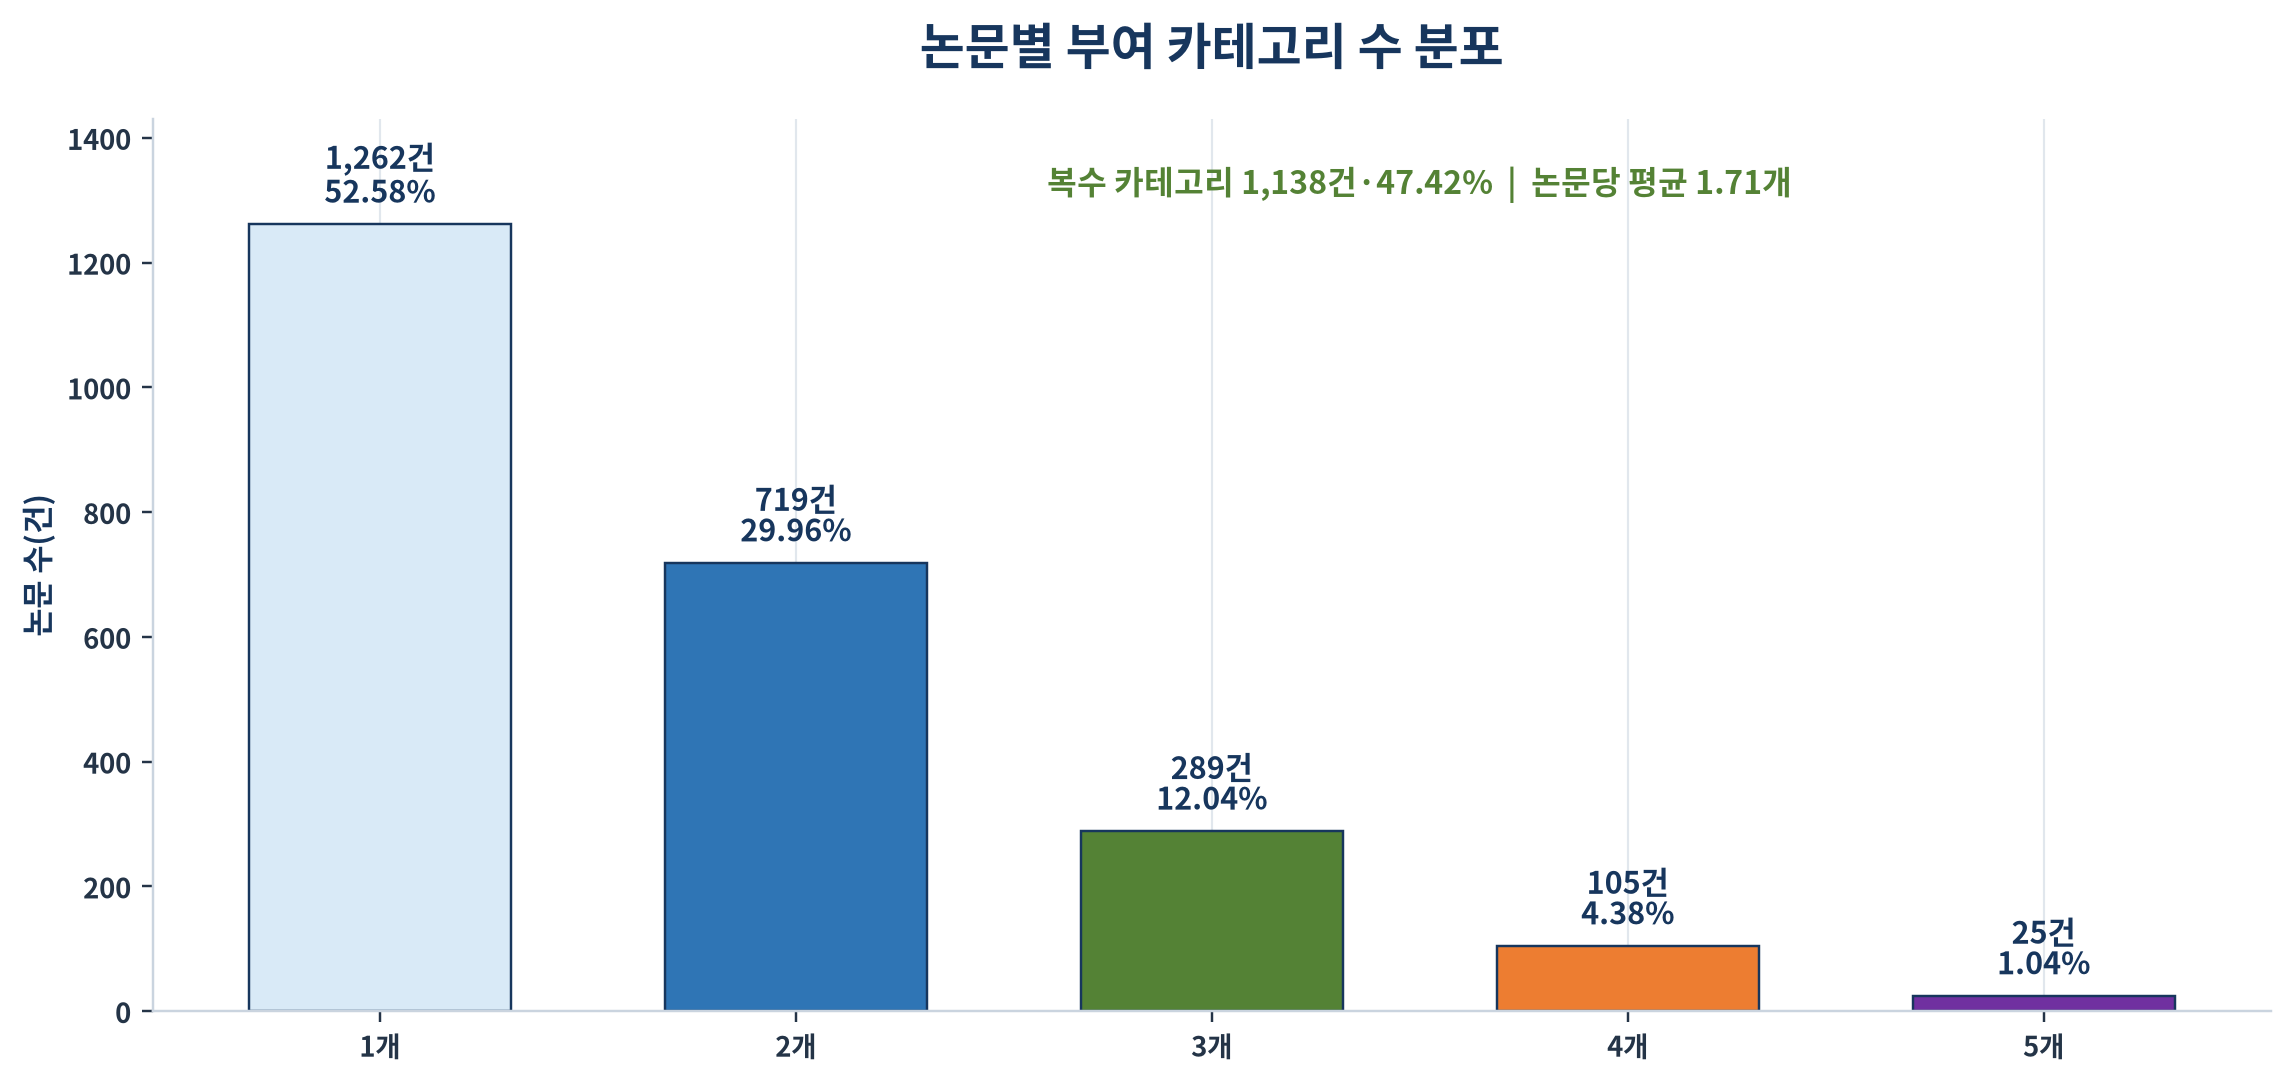 논문별 부여 카테고리 수 분포
논문 수(건)
1400
1200
1000
800
600
400
200
0
1,262건
52.58%
719건
29.96%
289건
12.04%
105건
4.38%
25건
1.04%
복수 카테고리 1,138건·47.42% | 논문당 평균 1.71개
1개
2개
3개
4개
5개